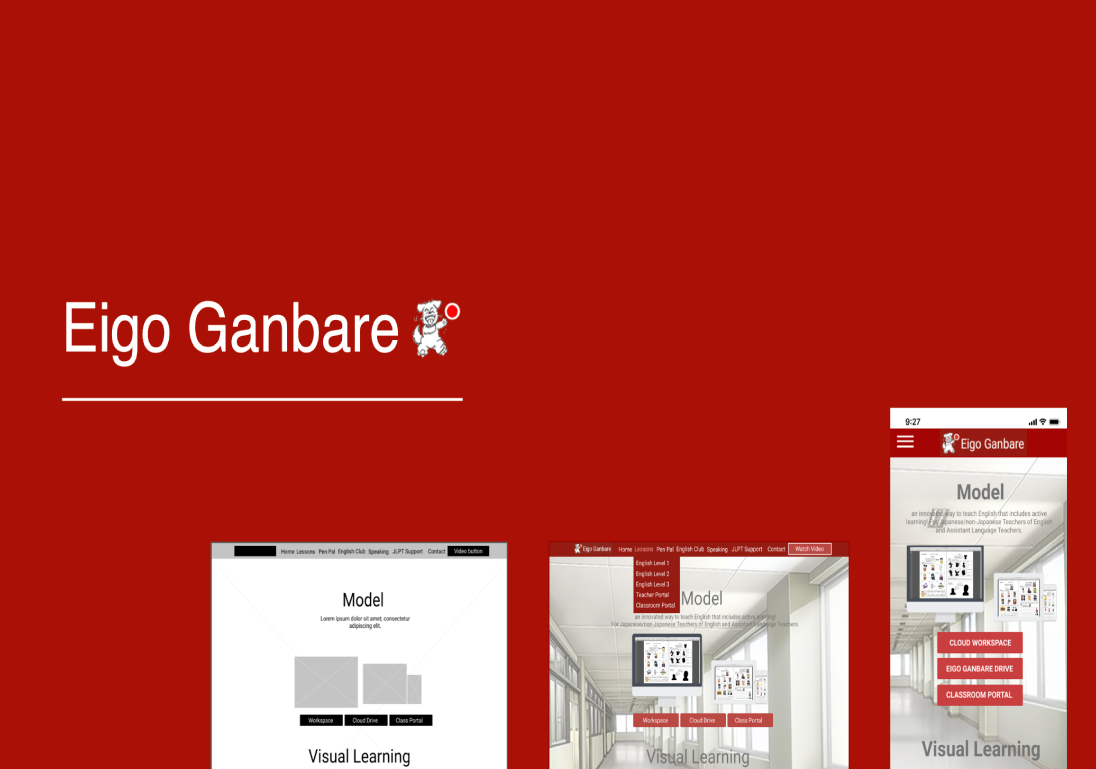 Eigo Ganbare
Home Lessons Pen Pal English Club Speaking JLPT Support Contact Video button
Model
Lorem ipsum dolor sit amet, consectetur
adipiscing elit.
Workspace Cloud Drive Class Portal
Visual Learning
Eigo Ganbare Home Lessons Pen Pal English Club Speaking JLPT Support Contact Watch Video
English Level 1
English Level 2
English Level 3
Teacher Portal
Classroom Portal
Model
an innovated way to teach English that includes active learning!
For Japanese/non-Japanese Teachers of English and Assistant Language Teachers.
Workspace Cloud Drive Class Portal
Visual Learning
9:27
Eigo Ganbare
Model
an innovated way to teach English that includes active
learning! For Japanese/non-Japanese Teachers of English
and Assistant Language Teachers.
CLOUD WORKSPACE
EIGO GANBARE DRIVE
CLASSROOM PORTAL
Visual Learning